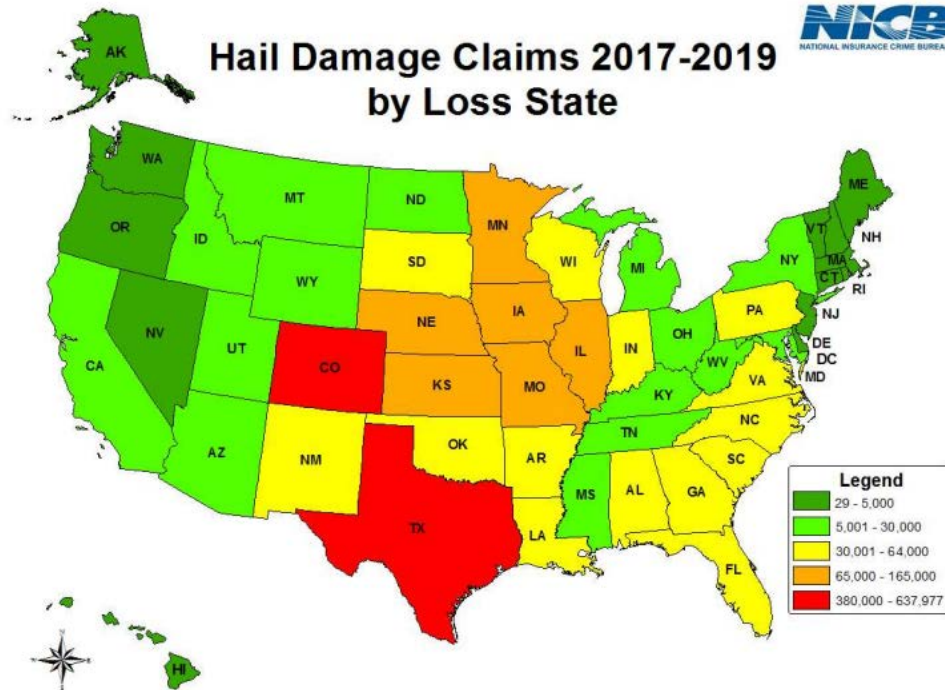 NICB
NATIONAL INSURANCE CRIME BUREAU
Hail Damage Claims 2017-2019
by Loss State
AK
WA
ME
MT
ND
MN
VT
NH
OR
ID
SD
WI
MI
NY
MA
CT
RI
WY
PA
NJ
NV
NE
IA
IL
IN
OH
DE
DC
MD
CA
UT
CO
KS
MO
WV
VA
KY
NC
AZ
NM
OK
AR
TN
SC
MS
AL
GA
TX
LA
FL
HI
Legend
29 - 5,000
5,001 - 30,000
30,001 - 64,000
65,000 - 165,000
380,000 - 637,977